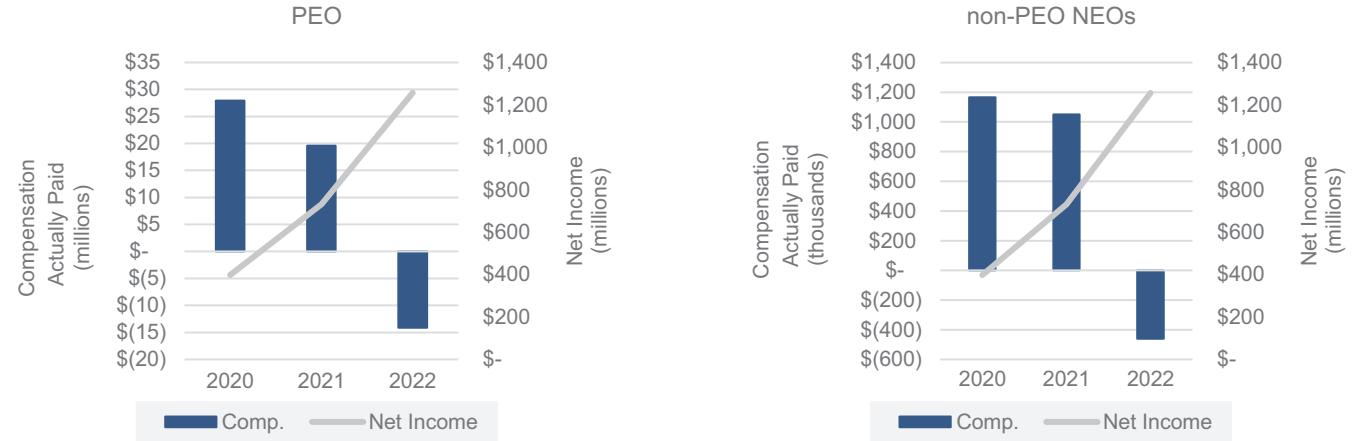 PEO
Compensation
Actually Paid
(millions)
$35
$30
$25
$20
$15
$10
$5
$-
$(5)
$(10)
$(15)
$(20)
$1,400
$1,200
$1,000
$800
$600
$400
$200
$-
Net Income
(millions)
2020 2021 2022
Comp. Net Income
non-PEO NEOs
Compensation
Actually Paid
(thousands)
$1,400
$1,200
$1,000
$800
$600
$400
$200
$-
$(200)
$(400)
$(600)
$1,400
$1,200
$1,000
$800
$600
$400
$200
$-
Net Income
(millions)
2020 2021 2022
Comp. Net Income